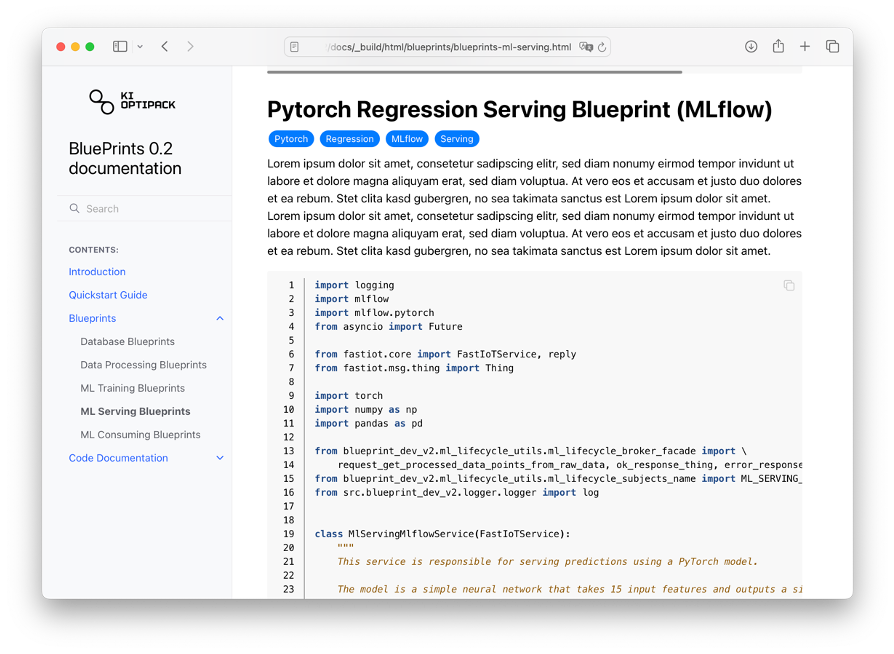 /docs/_build/html/blueprints/blueprints-ml-serving.html
KI
OPTIPACK
BluePrints 0.2
documentation
Search
CONTENTS:
Introduction
Quickstart Guide
Blueprints
Database Blueprints
Data Processing Blueprints
ML Training Blueprints
ML Serving Blueprints
ML Consuming Blueprints
Code Documentation
Pytorch Regression Serving Blueprint (MLflow)
Pytorch Regression MLflow Serving
Lorem ipsum dolor sit amet, consetetur sadipscing elitr, sed diam nonumy eirmod tempor invidunt ut
labore et dolore magna aliquyam erat, sed diam voluptua. At vero eos et accusam et justo duo dolores
et ea rebum. Stet clita kasd gubergren, no sea takimata sanctus est Lorem ipsum dolor sit amet.
Lorem ipsum dolor sit amet, consetetur sadipscing elitr, sed diam nonumy eirmod tempor invidunt ut
labore et dolore magna aliquyam erat, sed diam voluptua. At vero eos et accusam et justo duo dolores
et ea rebum. Stet clita kasd gubergren, no sea takimata sanctus est Lorem ipsum dolor sit amet.
1 import logging
2 import mlflow
3 import mlflow.pytorch
4 from asyncio import Future
5
6 from fastiot.core import FastIoTService, reply
7 from fastiot.msg.thing import Thing
8
9 import torch
10 import numpy as np
11 import pandas as pd
12
13 from blueprint_dev_v2.ml_lifecycle_utils.ml_lifecycle_broker_facade import \
14 request_get_processed_data_points_from_raw_data, ok_response_thing, error_response
15 from blueprint_dev_v2.ml_lifecycle_utils.ml_lifecycle_subjects_name import ML_SERVING_
16 from src.blueprint_dev_v2.logger.logger import log
17
18
19 class MlServingMlflowService(FastIoTService):
20 """
21 This service is responsible for serving predictions using a PyTorch model.
22
23 The model is a simple neural network that takes 15 input features and outputs a si